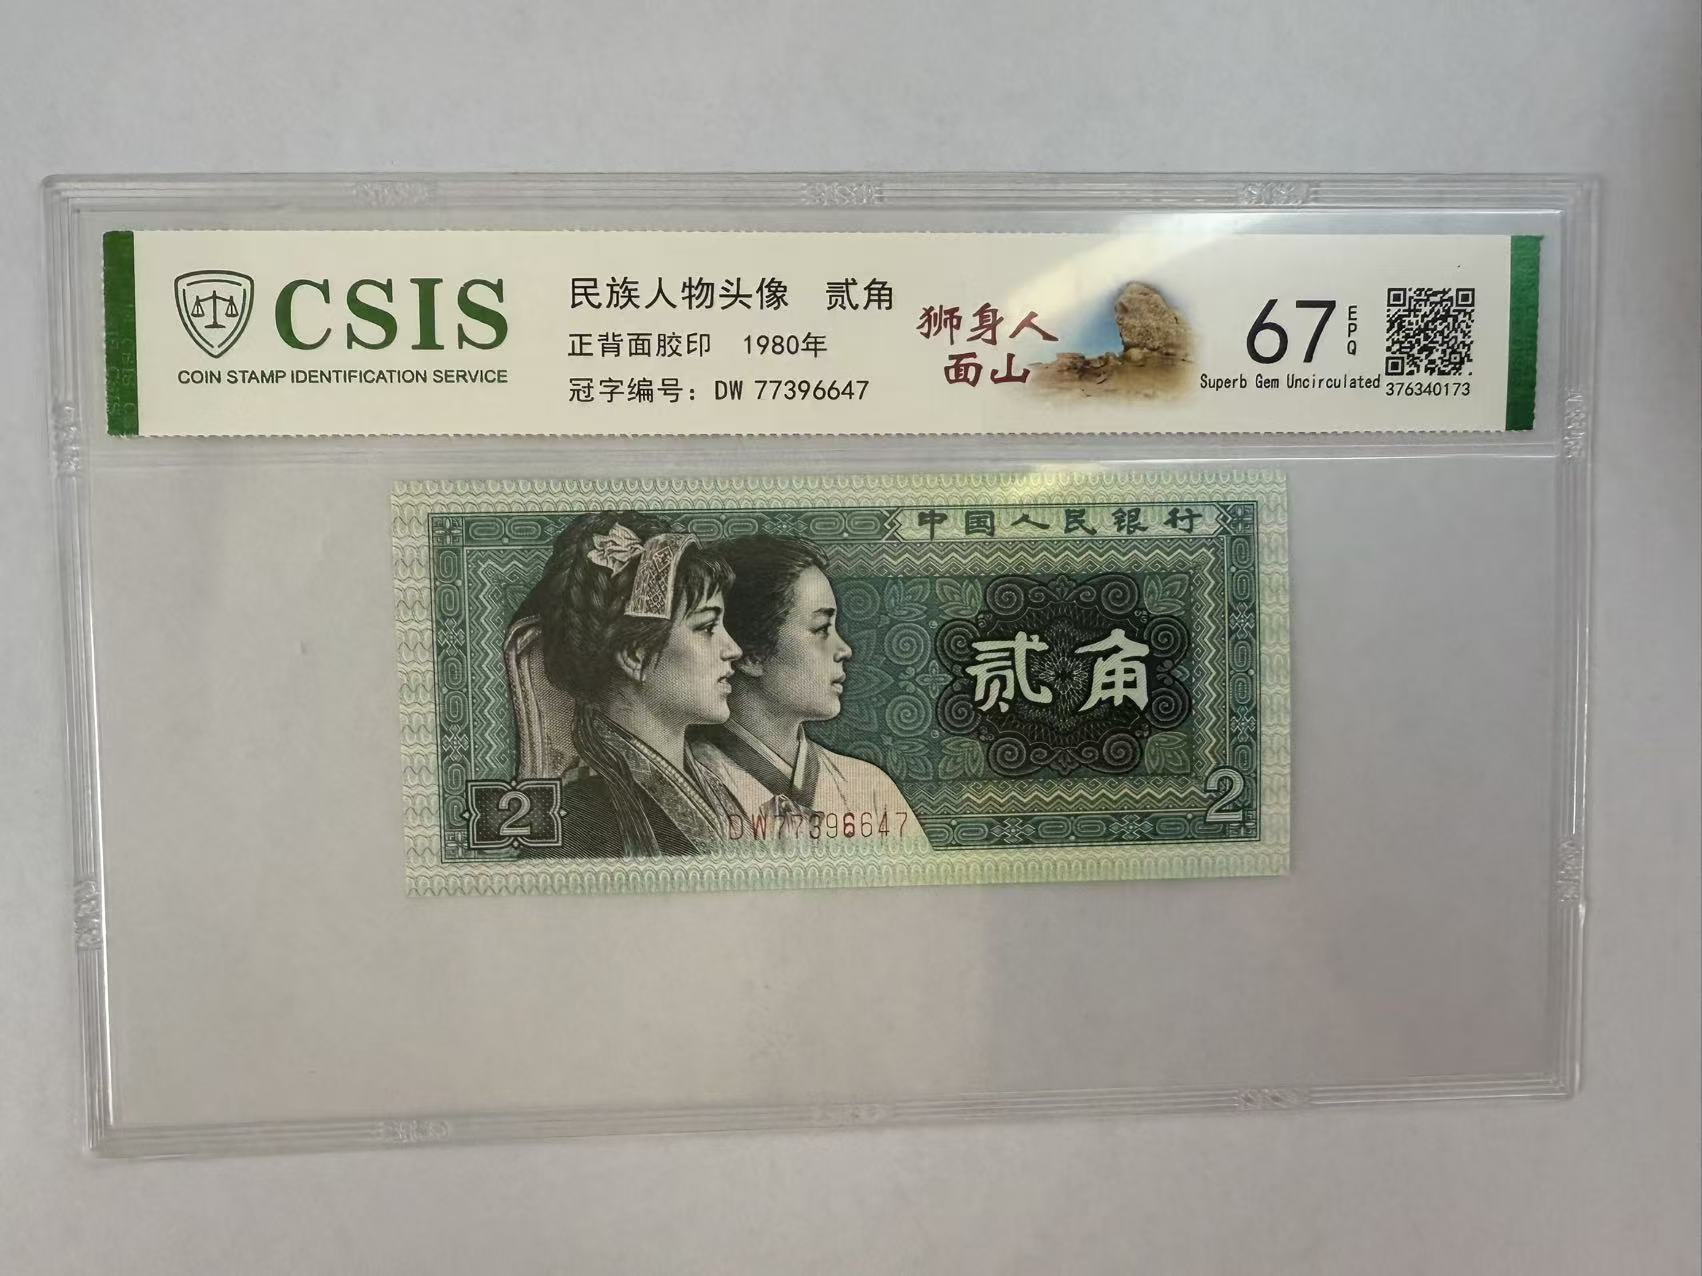 CSIS
COIN STAMP IDENTIFICATION SERVICE
民族人物头像 贰角
正背面胶印 1980年
冠字编号：DW 77396647
狮身人
面山
67
EPQ
Superb Gem Uncirculated
376340173
中国人民银行
贰角
2
2
DW77396647